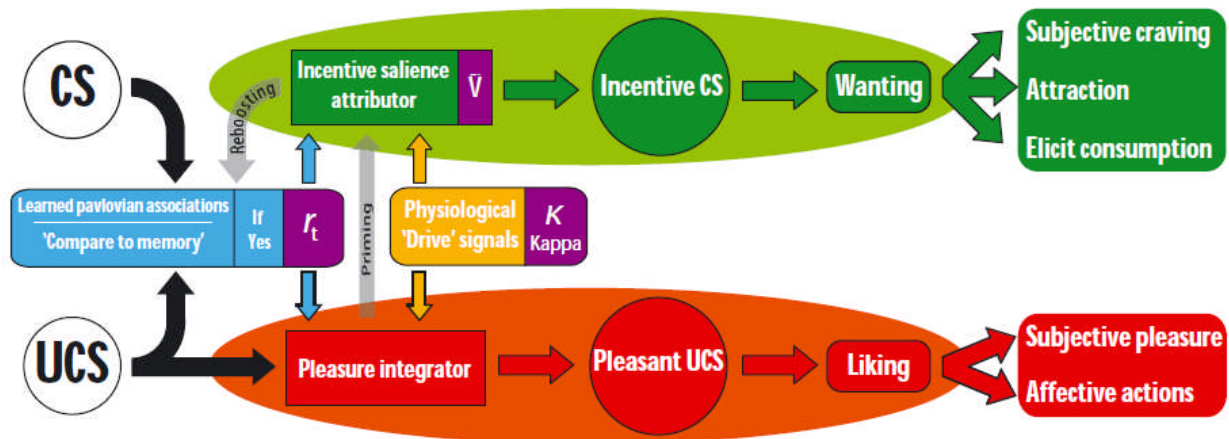 CS
Reboosting
Incentive salience
attributor
Ṽ
Incentive CS
Wanting
Subjective craving
Attraction
Elicit consumption
Learned pavlovian associations
'Compare to memory'
If
Yes
rt
Priming
Physiological
'Drive' signals
K
Kappa
UCS
Pleasure integrator
Pleasant UCS
Liking
Subjective pleasure
Affective actions